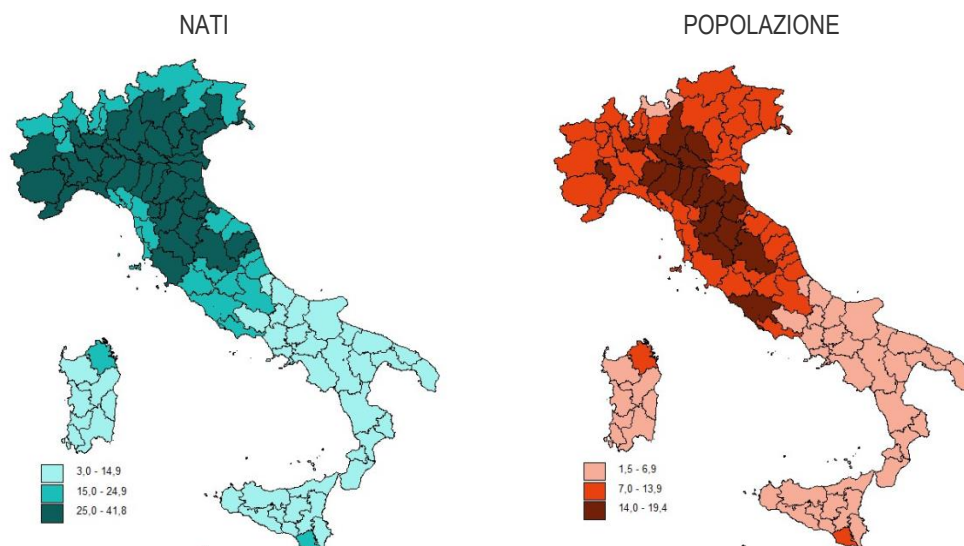 NATI
POPOLAZIONE
3,0 - 14,9
15,0 - 24,9
25,0 - 41,8
1,5 - 6,9
7,0 - 13,9
14,0 - 19,4